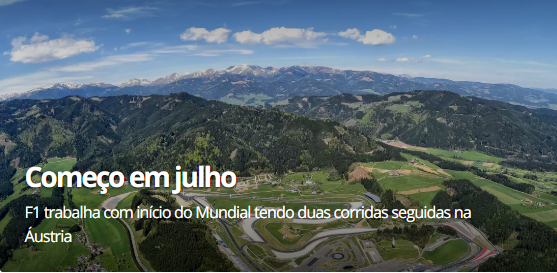 Começo em julho
F1 trabalha com início do Mundial tendo duas corridas seguidas na
Áustria